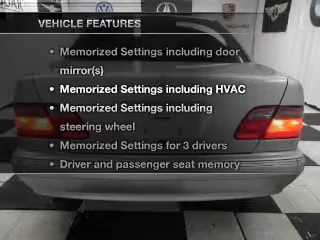 VEHICLE FEATURES
• Memorized Settings including door
mirror(s)
• Memorized Settings including HVAC
• Memorized Settings including
steering wheel
• Memorized Settings for 3 drivers
• Driver and passenger seat memory